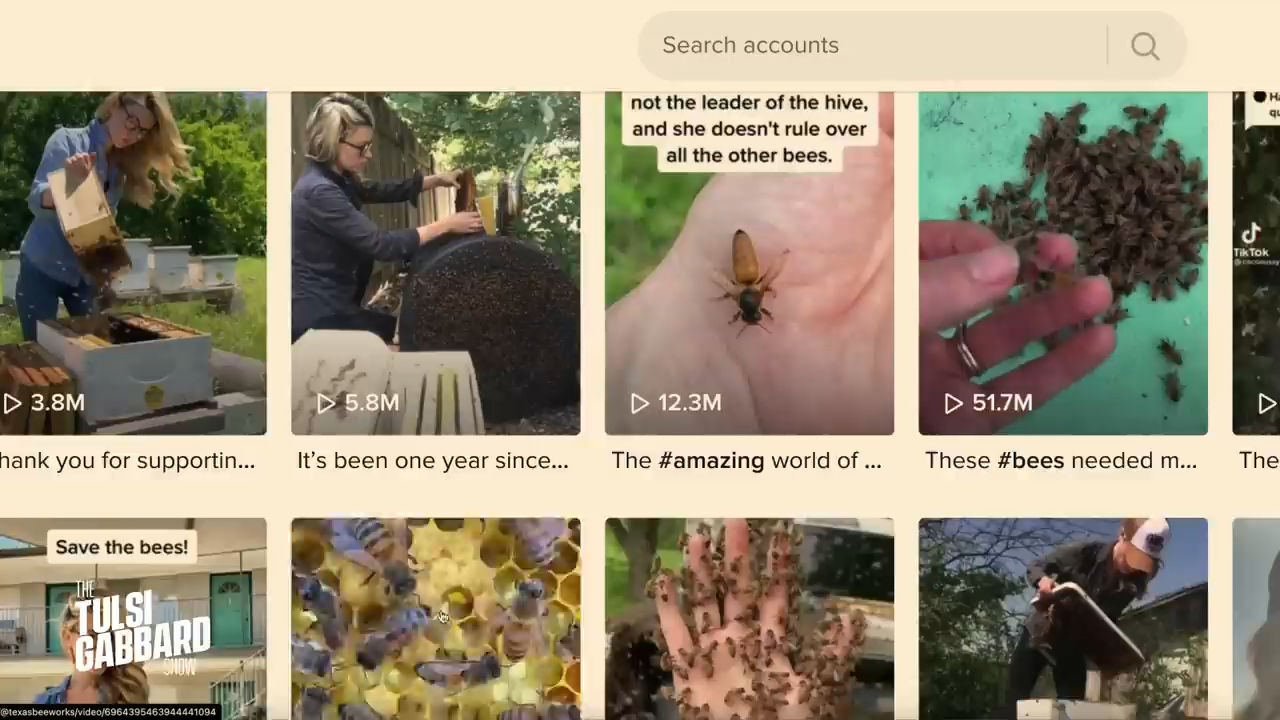 Search accounts
not the leader of the hive,
and she doesn't rule over
all the other bees.
3.8M
5.8M
12.3M
51.7M
TikTok
hank you for supportin...
It's been one year since...
The #amazing world of ...
These #bees needed m...
The
Save the bees!
THE
TULSI
GABBARD
SHOW
@texasbeeworks/video/6964395463944441094